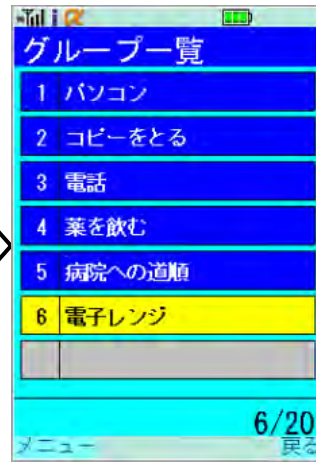 グループ一覧
1 パソコン
2 コピーをとる
3 電話
4 薬を飲む
5 病院への道順
6 電子レンジ
6/20
メニュー 戻る